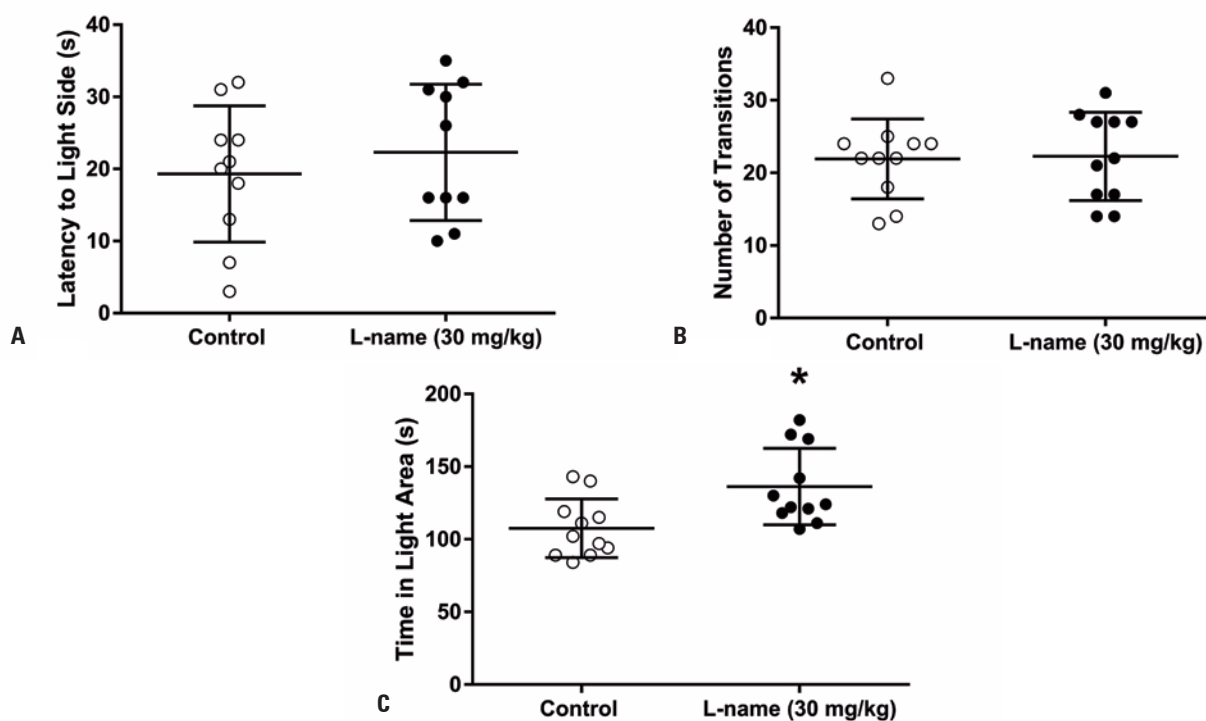 40
30
20
10
0
Latency to Light Side (s)
Control
L-name (30 mg/kg)
A
40
30
20
10
0
Number of Transitions
Control
L-name (30 mg/kg)
B
*
200
150
100
50
0
Time in Light Area (s)
Control
L-name (30 mg/kg)
C